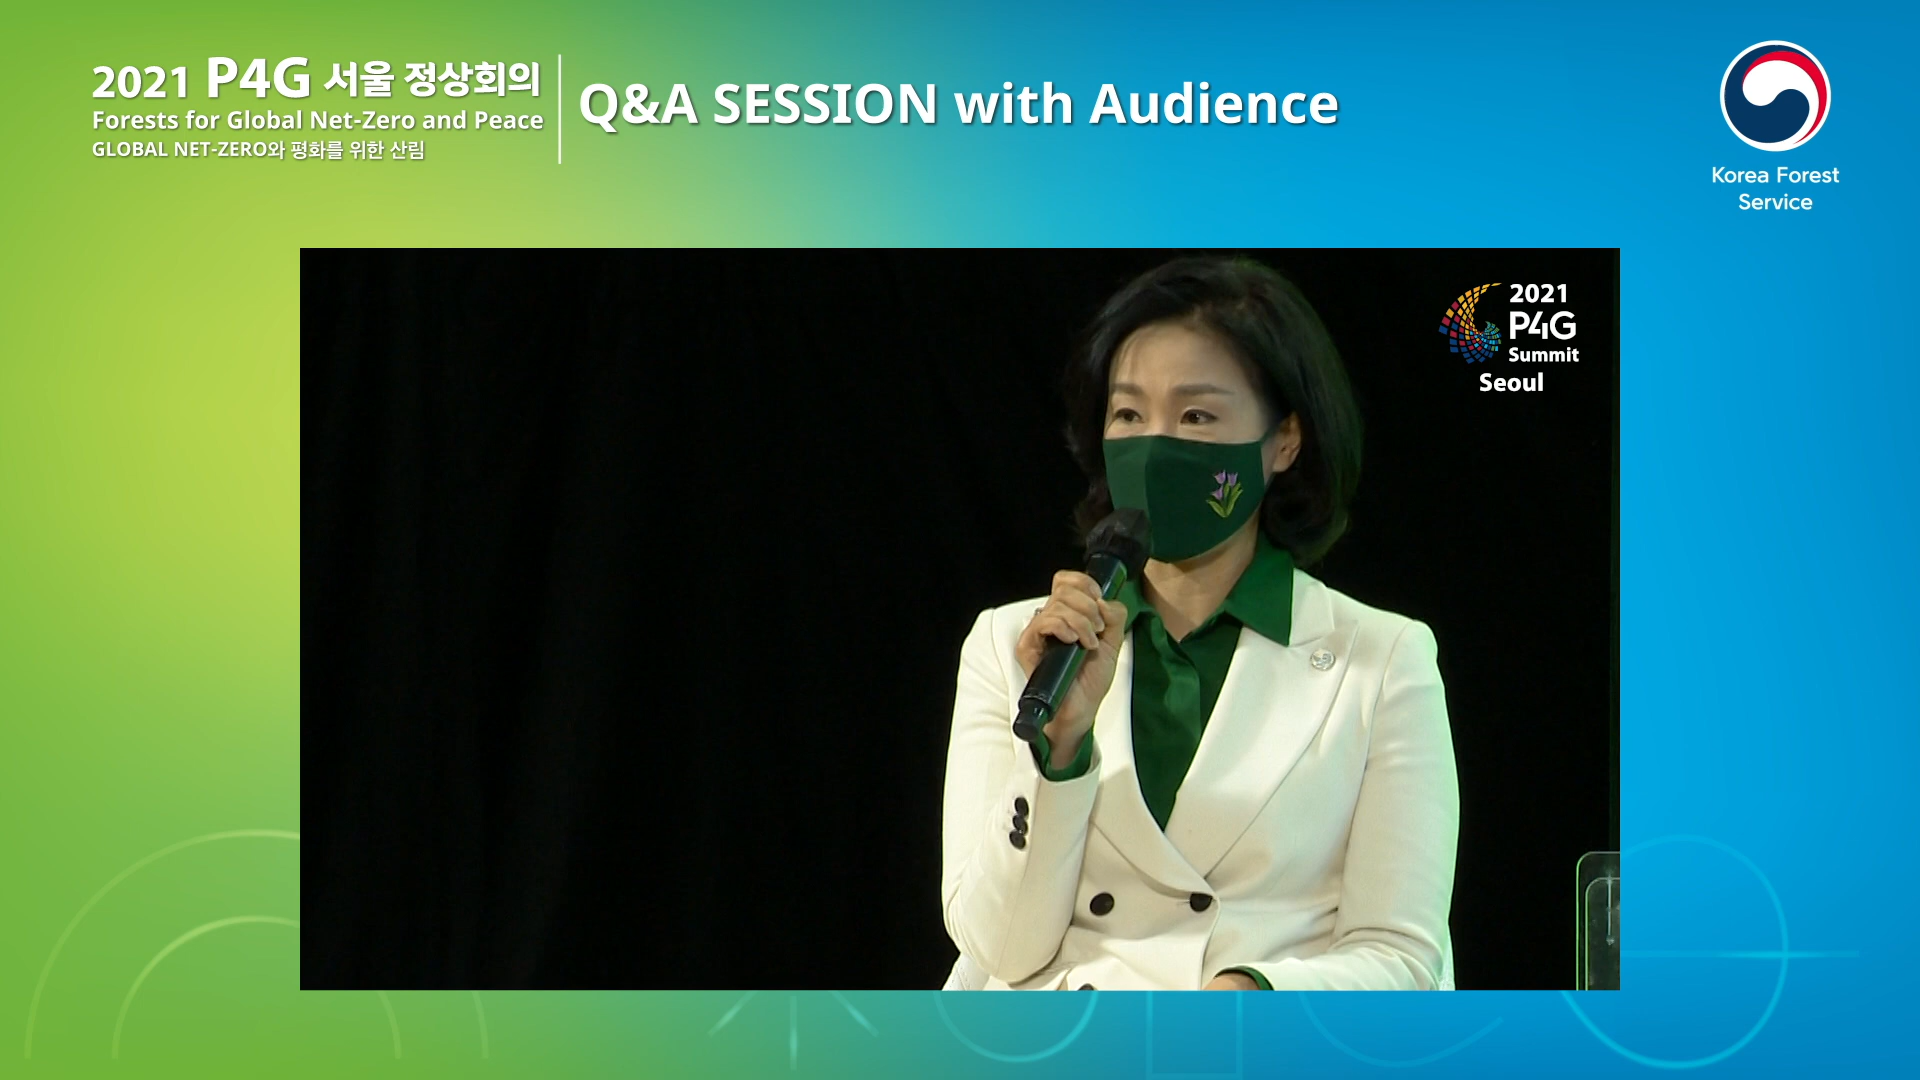 2021 P4G 서울 정상회의
Forests for Global Net-Zero and Peace
GLOBAL NET-ZERO와 평화를 위한 산림
Q&A SESSION with Audience
Korea Forest
Service
2021
P4G
Summit
Seoul